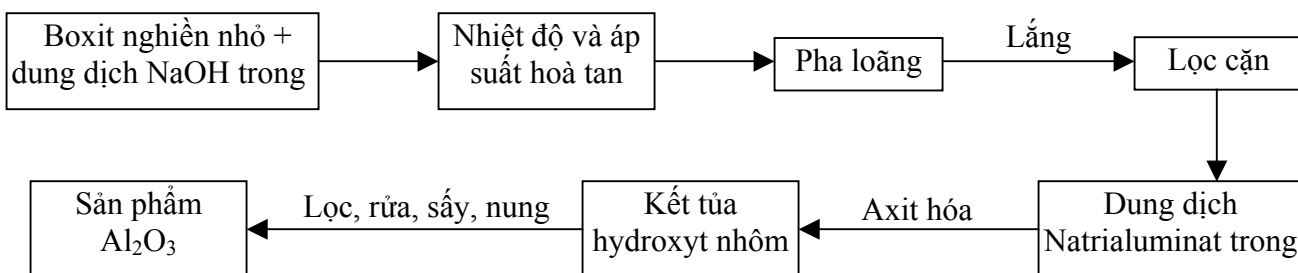 Boxit nghiền nhỏ +
dung dịch NaOH trong
Nhiệt độ và áp
suất hoà tan
Pha loãng
Lắng
Lọc cặn
Dung dịch
Natrialuminat trong
Axit hóa
Kết tủa
hydroxyt nhôm
Lọc, rửa, sấy, nung
Sản phẩm
Al₂O₃